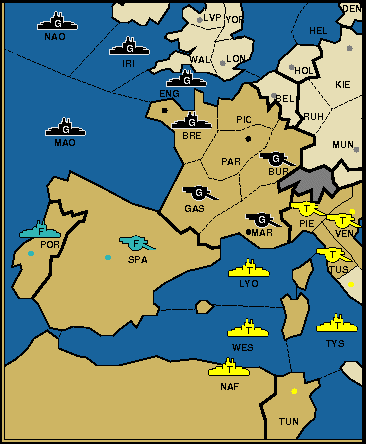 DEN
LVP YOR
G
NAO
HEL
G
IRI
WAL LON
HOL
G
ENG
KIE
BEL
G
BRE
PIC
RUH
G
MAO
MUN
PAR
G
BUR
G
GAS
T
PIE
T
VEN
G
MAR
F
POR
F
SPA
T
TUS
T
LYO
T
WES
T
TYS
T
NAF
TUN